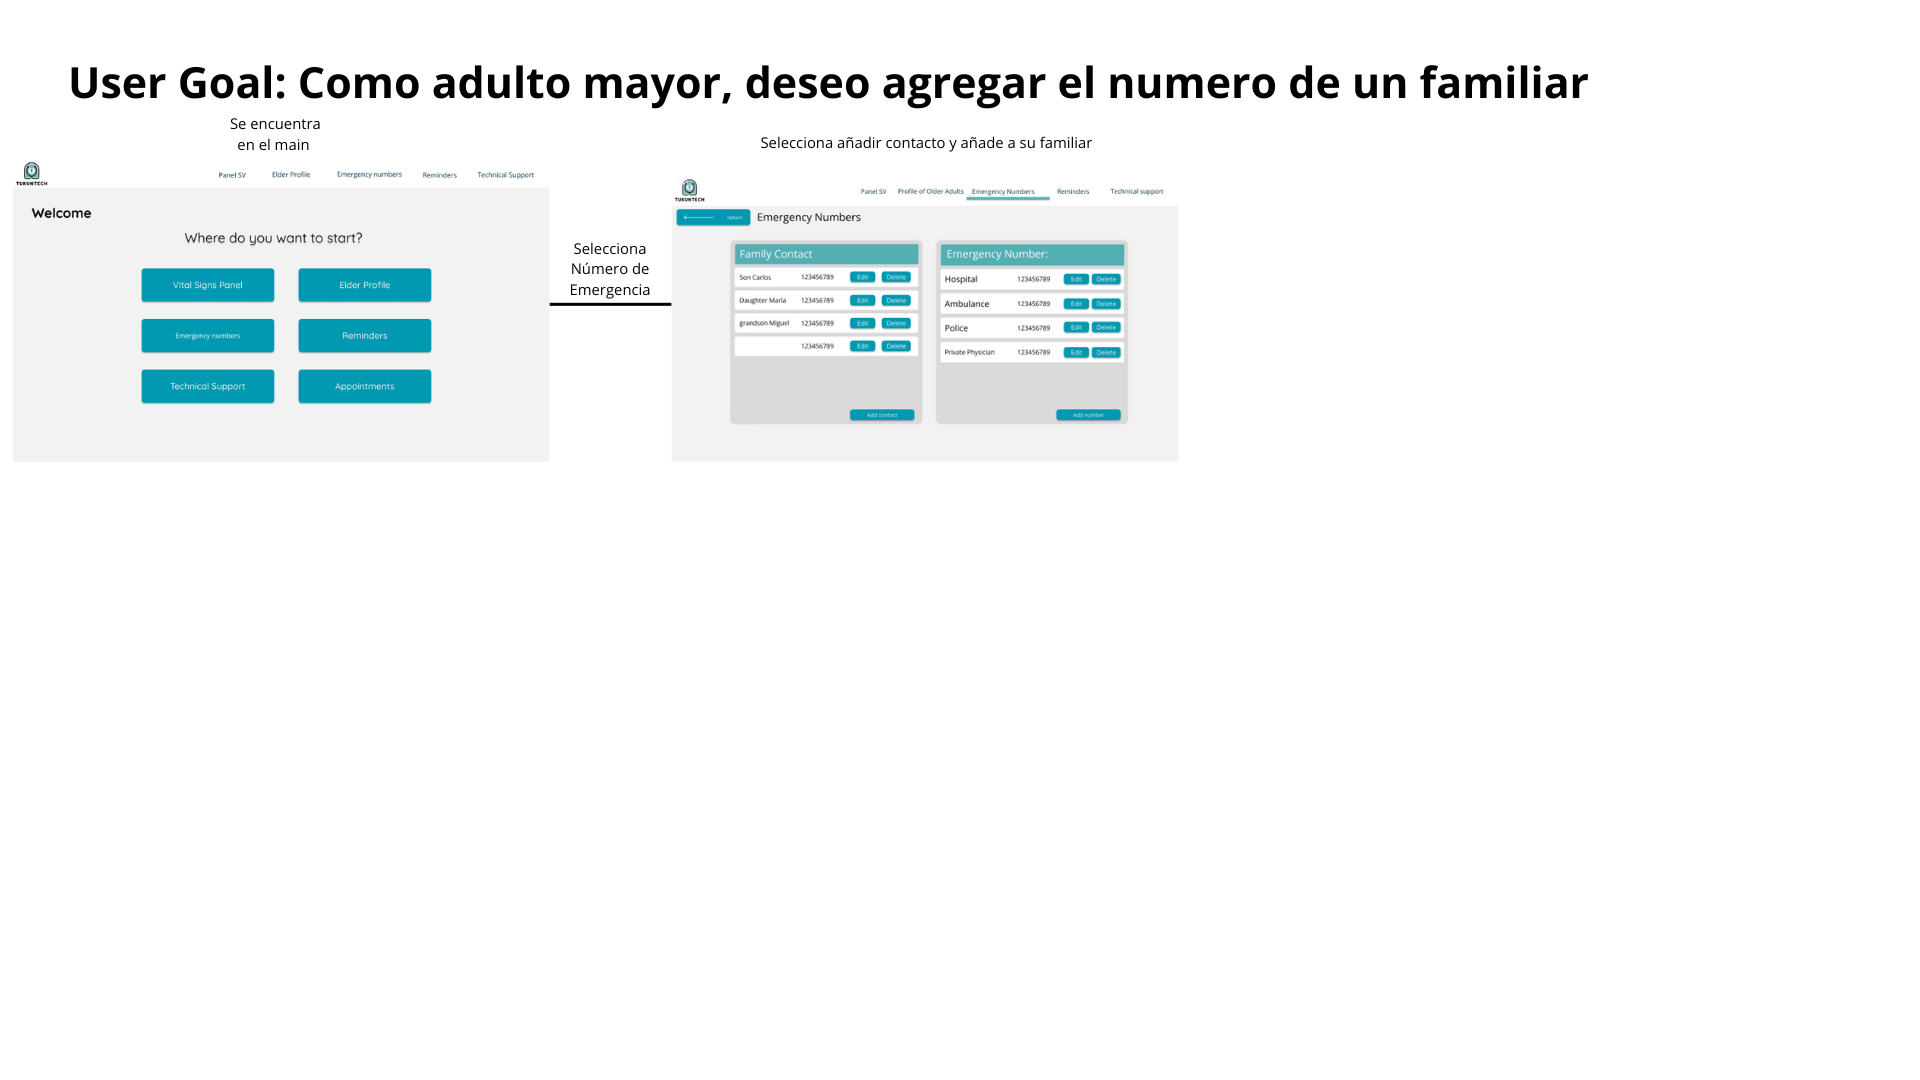 User Goal: Como adulto mayor, deseo agregar el numero de un familiar
Se encuentra
en el main
TUKUNTECH
Panel SV Elder Profile Emergency numbers Reminders Technical Support
Welcome
Where do you want to start?
Vital Signs Panel Elder Profile
Emergency numbers Reminders
Technical Support Appointments
Selecciona
Número de
Emergencia
Selecciona añadir contacto y añade a su familiar
TUKUNTECH
Panel SV Profile of Older Adults Emergency Numbers Reminders Technical support
return Emergency Numbers
Family Contact
Son Carlos 123456789 Edit Delete
Daughter Maria 123456789 Edit Delete
grandson Miguel 123456789 Edit Delete
123456789 Edit Delete
Add contact
Emergency Number:
Hospital 123456789 Edit Delete
Ambulance 123456789 Edit Delete
Police 123456789 Edit Delete
Private Physician 123456789 Edit Delete
Add number